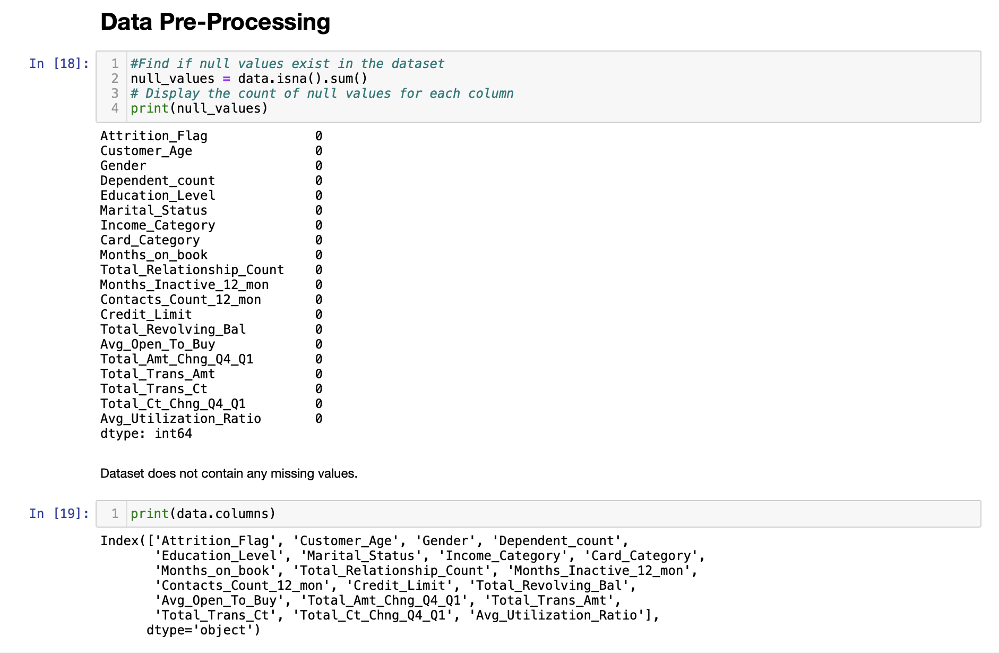 Data Pre-Processing
In [18]:
1 #Find if null values exist in the dataset
2 null_values = data.isna().sum()
3 # Display the count of null values for each column
4 print(null_values)
Attrition_Flag 0
Customer_Age 0
Gender 0
Dependent_count 0
Education_Level 0
Marital_Status 0
Income_Category 0
Card_Category 0
Months_on_book 0
Total_Relationship_Count 0
Months_Inactive_12_mon 0
Contacts_Count_12_mon 0
Credit_Limit 0
Total_Revolving_Bal 0
Avg_Open_To_Buy 0
Total_Amt_Chng_Q4_Q1 0
Total_Trans_Amt 0
Total_Trans_Ct 0
Total_Ct_Chng_Q4_Q1 0
Avg_Utilization_Ratio 0
dtype: int64
Dataset does not contain any missing values.
In [19]:
1 print(data.columns)
Index(['Attrition_Flag', 'Customer_Age', 'Gender', 'Dependent_count',
'Education_Level', 'Marital_Status', 'Income_Category', 'Card_Category',
'Months_on_book', 'Total_Relationship_Count', 'Months_Inactive_12_mon',
'Contacts_Count_12_mon', 'Credit_Limit', 'Total_Revolving_Bal',
'Avg_Open_To_Buy', 'Total_Amt_Chng_Q4_Q1', 'Total_Trans_Amt',
'Total_Trans_Ct', 'Total_Ct_Chng_Q4_Q1', 'Avg_Utilization_Ratio'],
dtype='object')